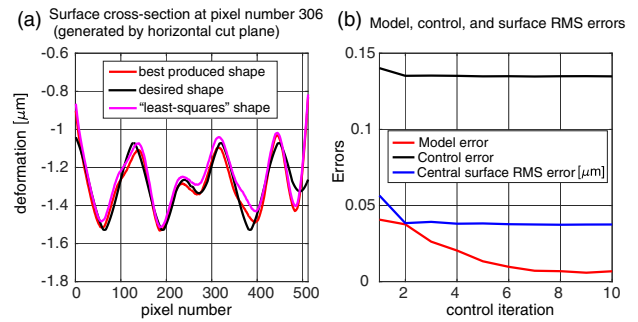 (a) Surface cross-section at pixel number 306
(generated by horizontal cut plane)
-0.6
-0.8
-1
-1.2
-1.4
-1.6
-1.8
deformation [μm]
best produced shape
desired shape
“least-squares” shape
0 100 200 300 400 500
pixel number
(b) Model, control, and surface RMS errors
0.15
0.1
0.05
0
Errors
Model error
Control error
Central surface RMS error[μm]
2 4 6 8 10
control iteration